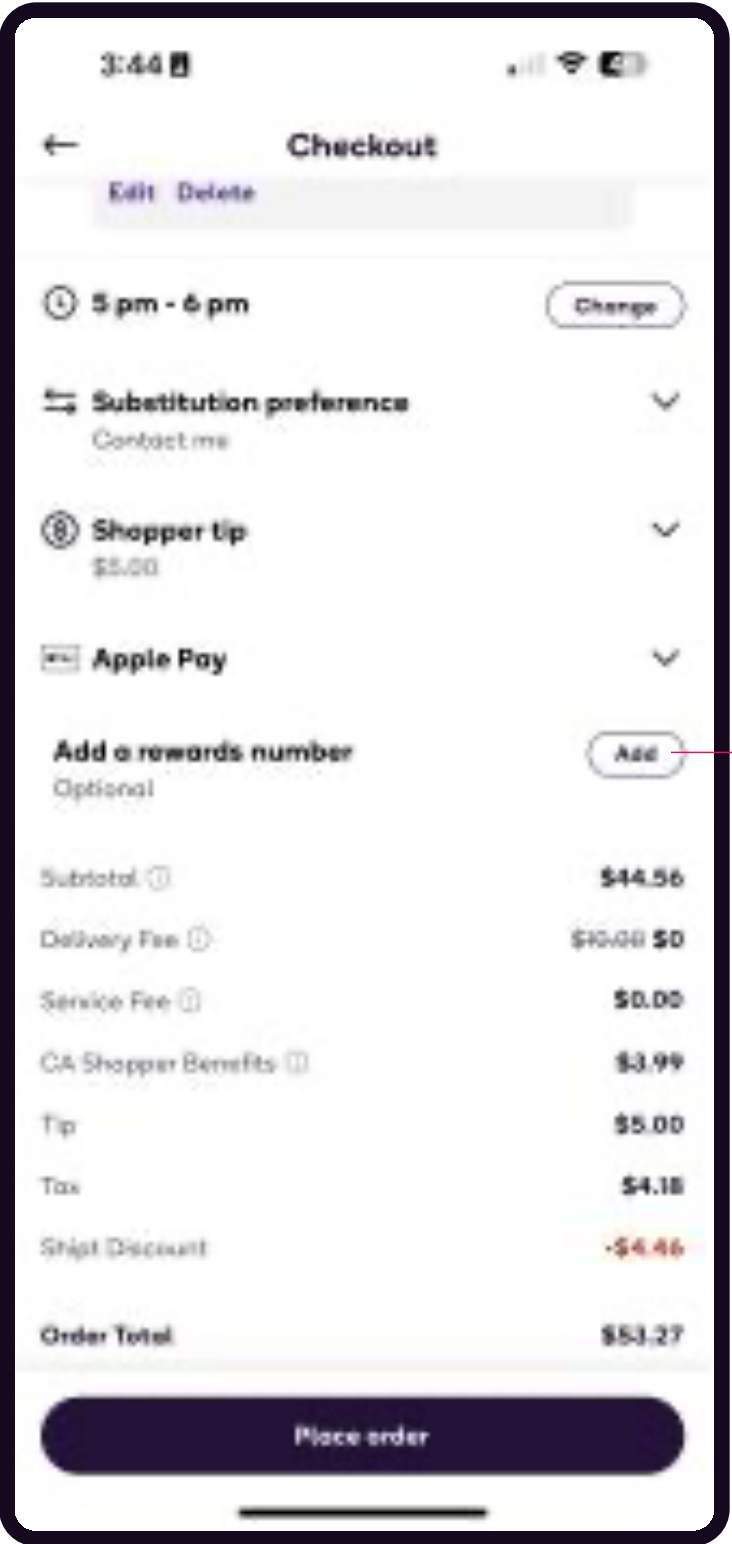 3:44
Checkout
Edit Delete
5 pm - 6 pm
Change
Substitution preference
Contact me
Shopper tip
$5.00
Apple Pay
Add a rewards number
Add
Optional
Subtotal $44.56
Delivery Fee $10.00 $0
Service Fee $0.00
CA Shopper Benefits $3.99
Tip $5.00
Tax $4.18
Shipt Discount -$4.46
Order Total $53.27
Place order